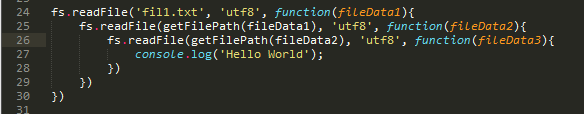 24 fs.readFile('fill1.txt', 'utf8', function(fileData1){
25 fs.readFile(getFilePath(fileData1), 'utf8', function(fileData2){
26 fs.readFile(getFilePath(fileData2), 'utf8', function(fileData3){
27 console.log('Hello World');
28 })
29 })
30 })
31